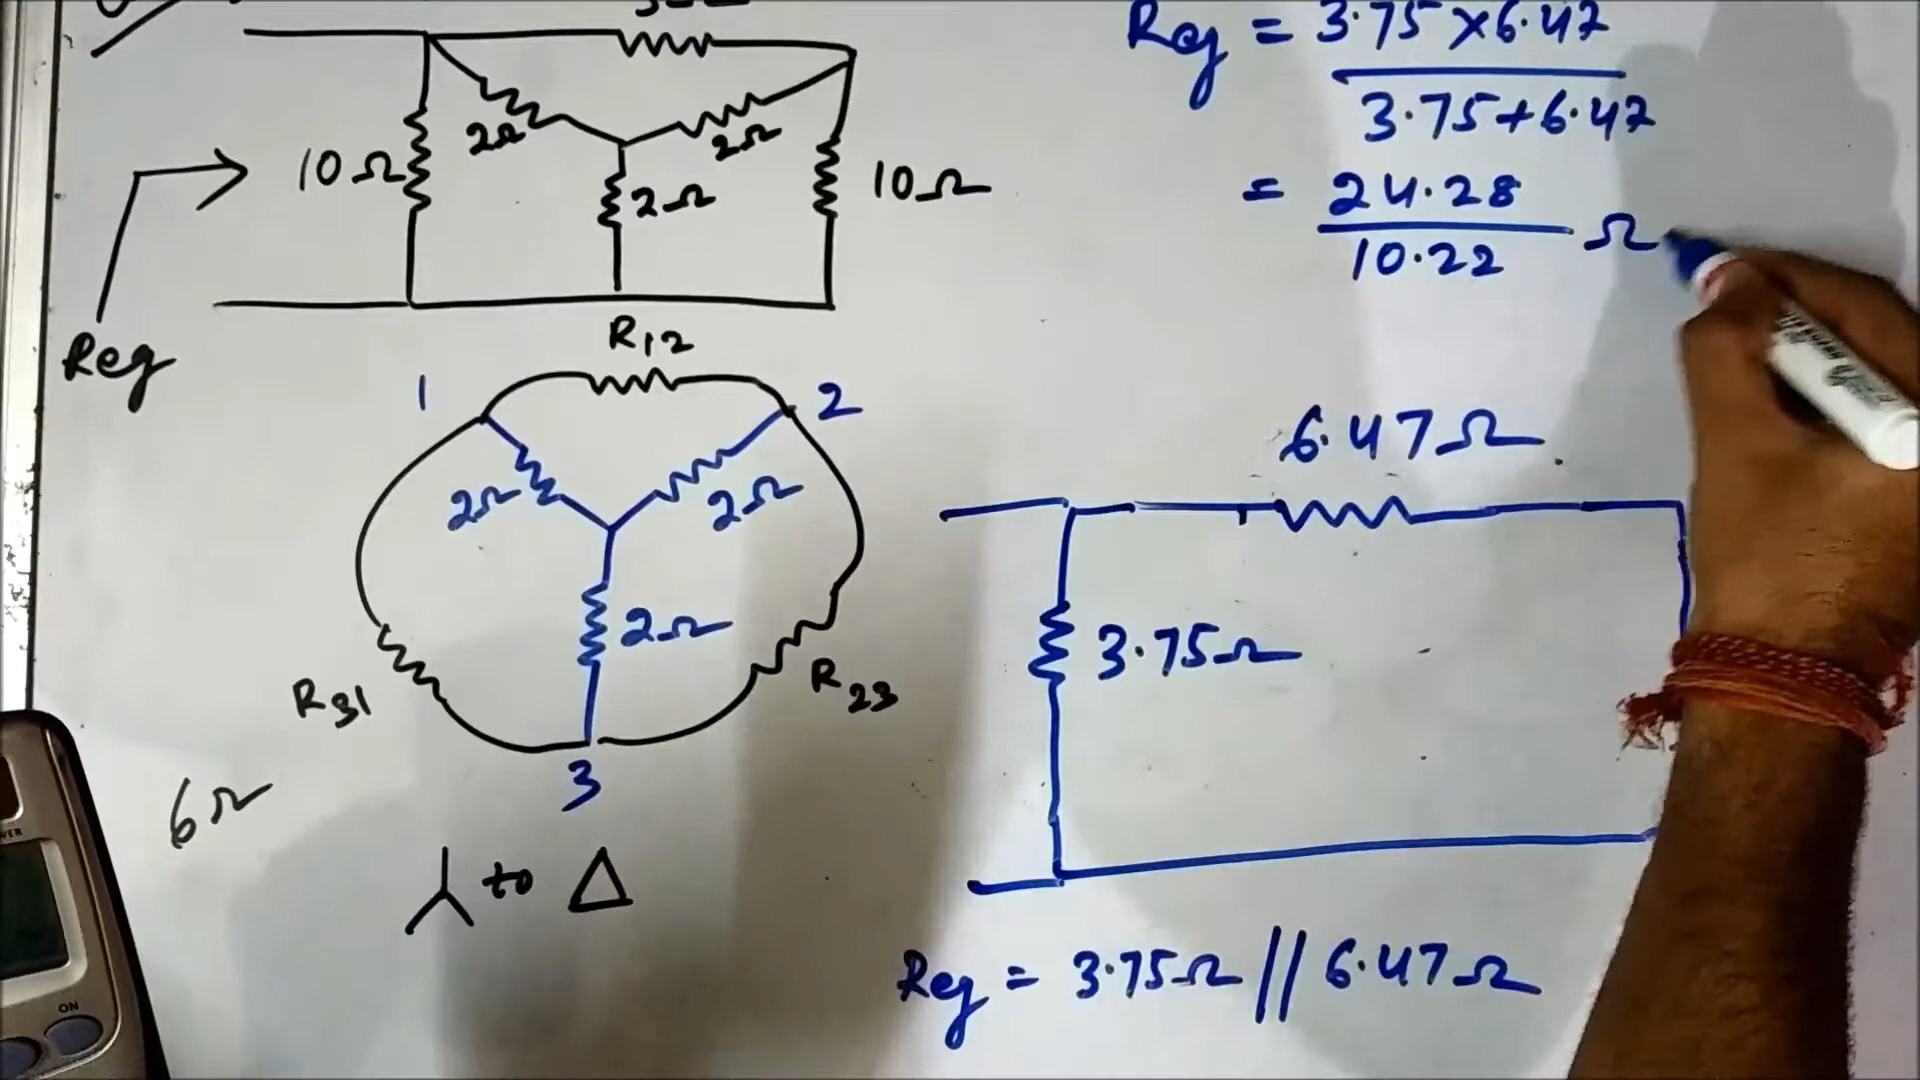 Req = 3.75 × 6.47
3.75 + 6.47
= 24.28
10.22 Ω
2Ω
2Ω
10Ω
2Ω
10Ω
Req
R12
1
2
2Ω
2Ω
2Ω
R31
R23
3
6Ω
⅄ to Δ
6.47Ω
3.75Ω
Req = 3.75Ω || 6.47Ω
ON